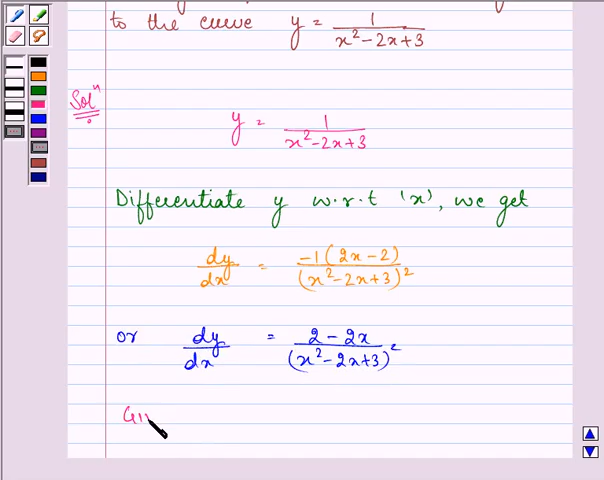 to the curve y = 1/(x² - 2x + 3)
Solⁿ
y = 1/(x² - 2x + 3)
Differentiate y w.r.t 'x', we get
dy/dx = -1(2x - 2)/(x² - 2x + 3)²
or dy/dx = 2 - 2x/(x² - 2x + 3)²
Gi